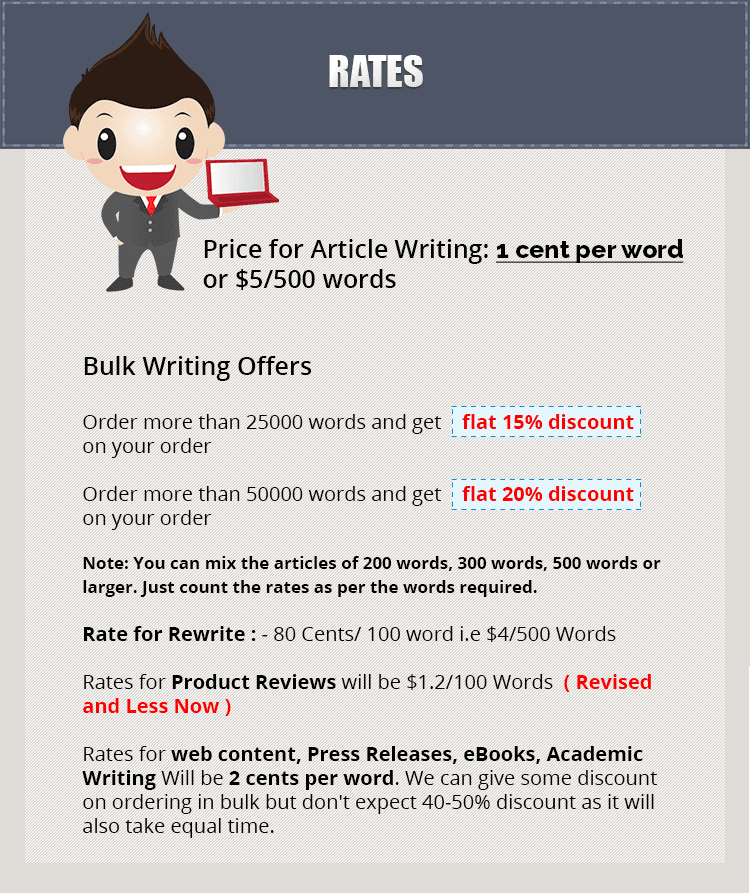 RATES
Price for Article Writing: 1 cent per word
or $5/500 words
Bulk Writing Offers
Order more than 25000 words and get flat 15% discount
on your order
Order more than 50000 words and get flat 20% discount
on your order
Note: You can mix the articles of 200 words, 300 words, 500 words or
larger. Just count the rates as per the words required.
Rate for Rewrite : - 80 Cents/ 100 word i.e $4/500 Words
Rates for Product Reviews will be $1.2/100 Words ( Revised
and Less Now )
Rates for web content, Press Releases, eBooks, Academic
Writing Will be 2 cents per word. We can give some discount
on ordering in bulk but don't expect 40-50% discount as it will
also take equal time.